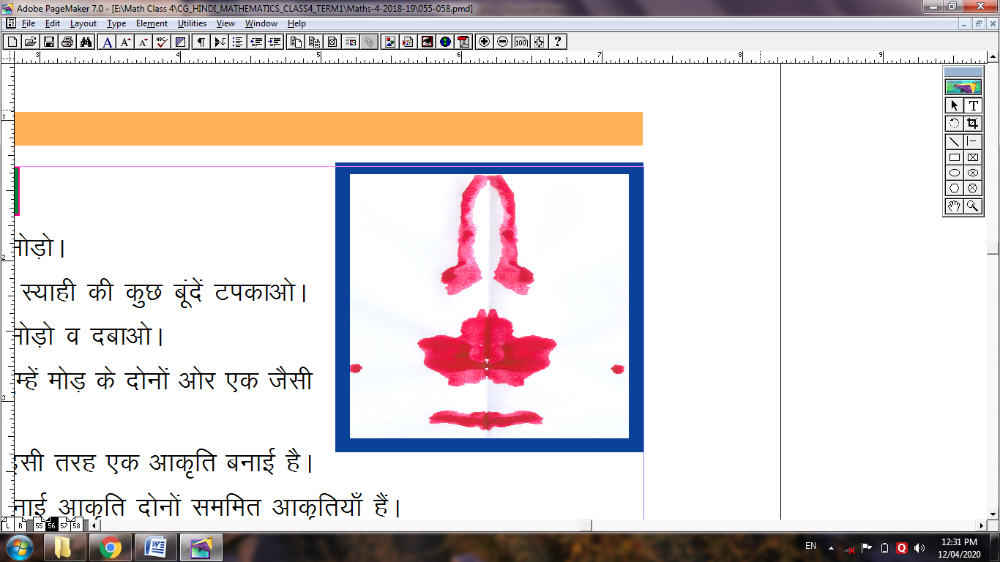 Adobe PageMaker 7.0 - [E:\Math Class 4\CG_HINDI_MATHEMATICS_CLASS4_TERM1\Maths-4-2018-19\055-058.pmd]
File Edit Layout Type Element Utilities View Window Help
3 4 5 6 7 8 9
1
T
मोड़ो।
2
स्याही की कुछ बूंदें टपकाओ।
मोड़ो व दबाओ।
म्हें मोड़ के दोनों ओर एक जैसी
3
इसी तरह एक आकृति बनाई है।
नाई आकृति दोनों सममित आकृतियाँ हैं।
L R 55 56 57 58
EN 12:31 PM
12/04/2020